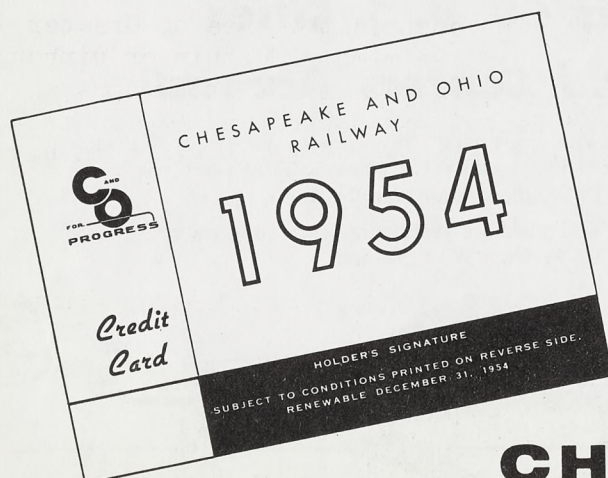 CHESAPEAKE AND OHIO
RAILWAY
1954
C AND O
FOR
PROGRESS
Credit
Card
HOLDER'S SIGNATURE
SUBJECT TO CONDITIONS PRINTED ON REVERSE SIDE.
RENEWABLE DECEMBER 31, 1954
CH